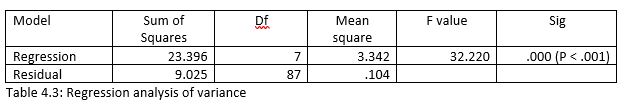 Model Sum of Squares Df Mean square F value Sig
Regression 23.396 7 3.342 32.220 .000 (P < .001)
Residual 9.025 87 .104
Table 4.3: Regression analysis of variance